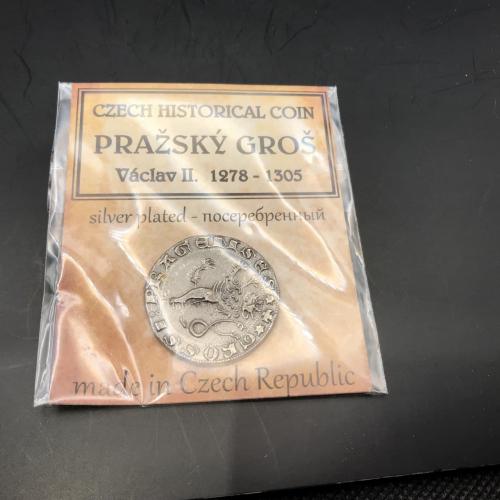 CZECH HISTORICAL COIN
PRAŽSKÝ GROŠ
Václav II. 1278 - 1305
silver plated - посеребренный
made in Czech Republic